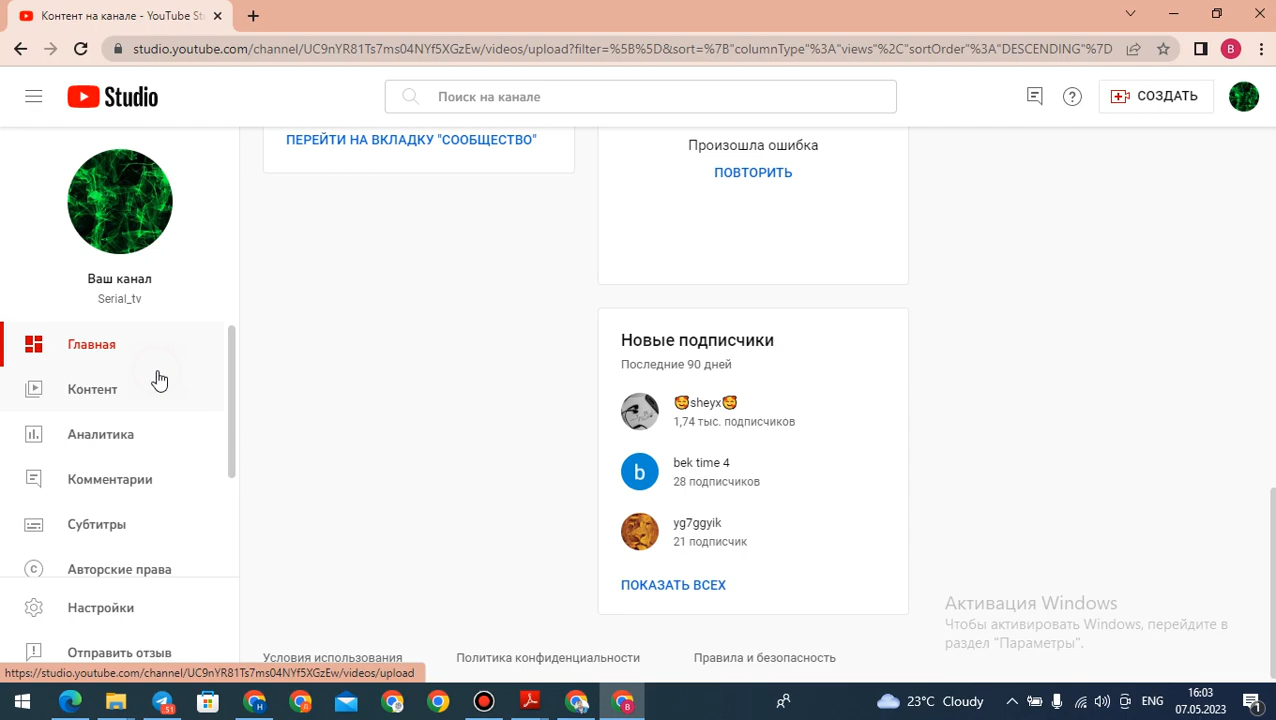 Контент на канале - YouTube St
studio.youtube.com/channel/UC9nYR81Ts7ms04NYf5XGzEw/videos/upload?filter=%5B%5D&sort=%7B"columnType"%3A"views"%2C"sortOrder"%3A"DESCENDING"%7D
B
Studio
Поиск на канале
СОЗДАТЬ
ПЕРЕЙТИ НА ВКЛАДКУ "СООБЩЕСТВО"
Произошла ошибка
ПОВТОРИТЬ
Ваш канал
Serial_tv
Главная
Контент
Аналитика
Комментарии
Субтитры
Авторские права
Настройки
Отправить отзыв
Новые подписчики
Последние 90 дней
🥰sheyx🥰
1,74 тыс. подписчиков
b
bek time 4
28 подписчиков
yg7ggyik
21 подписчик
ПОКАЗАТЬ ВСЕХ
Активация Windows
Чтобы активировать Windows, перейдите в
раздел "Параметры".
Условия использования
Политика конфиденциальности
Правила и безопасность
https://studio.youtube.com/channel/UC9nYR81Ts7ms04NYf5XGzEw/videos/upload
51
H
B
23°C Cloudy
ENG
16:03
07.05.2023
1